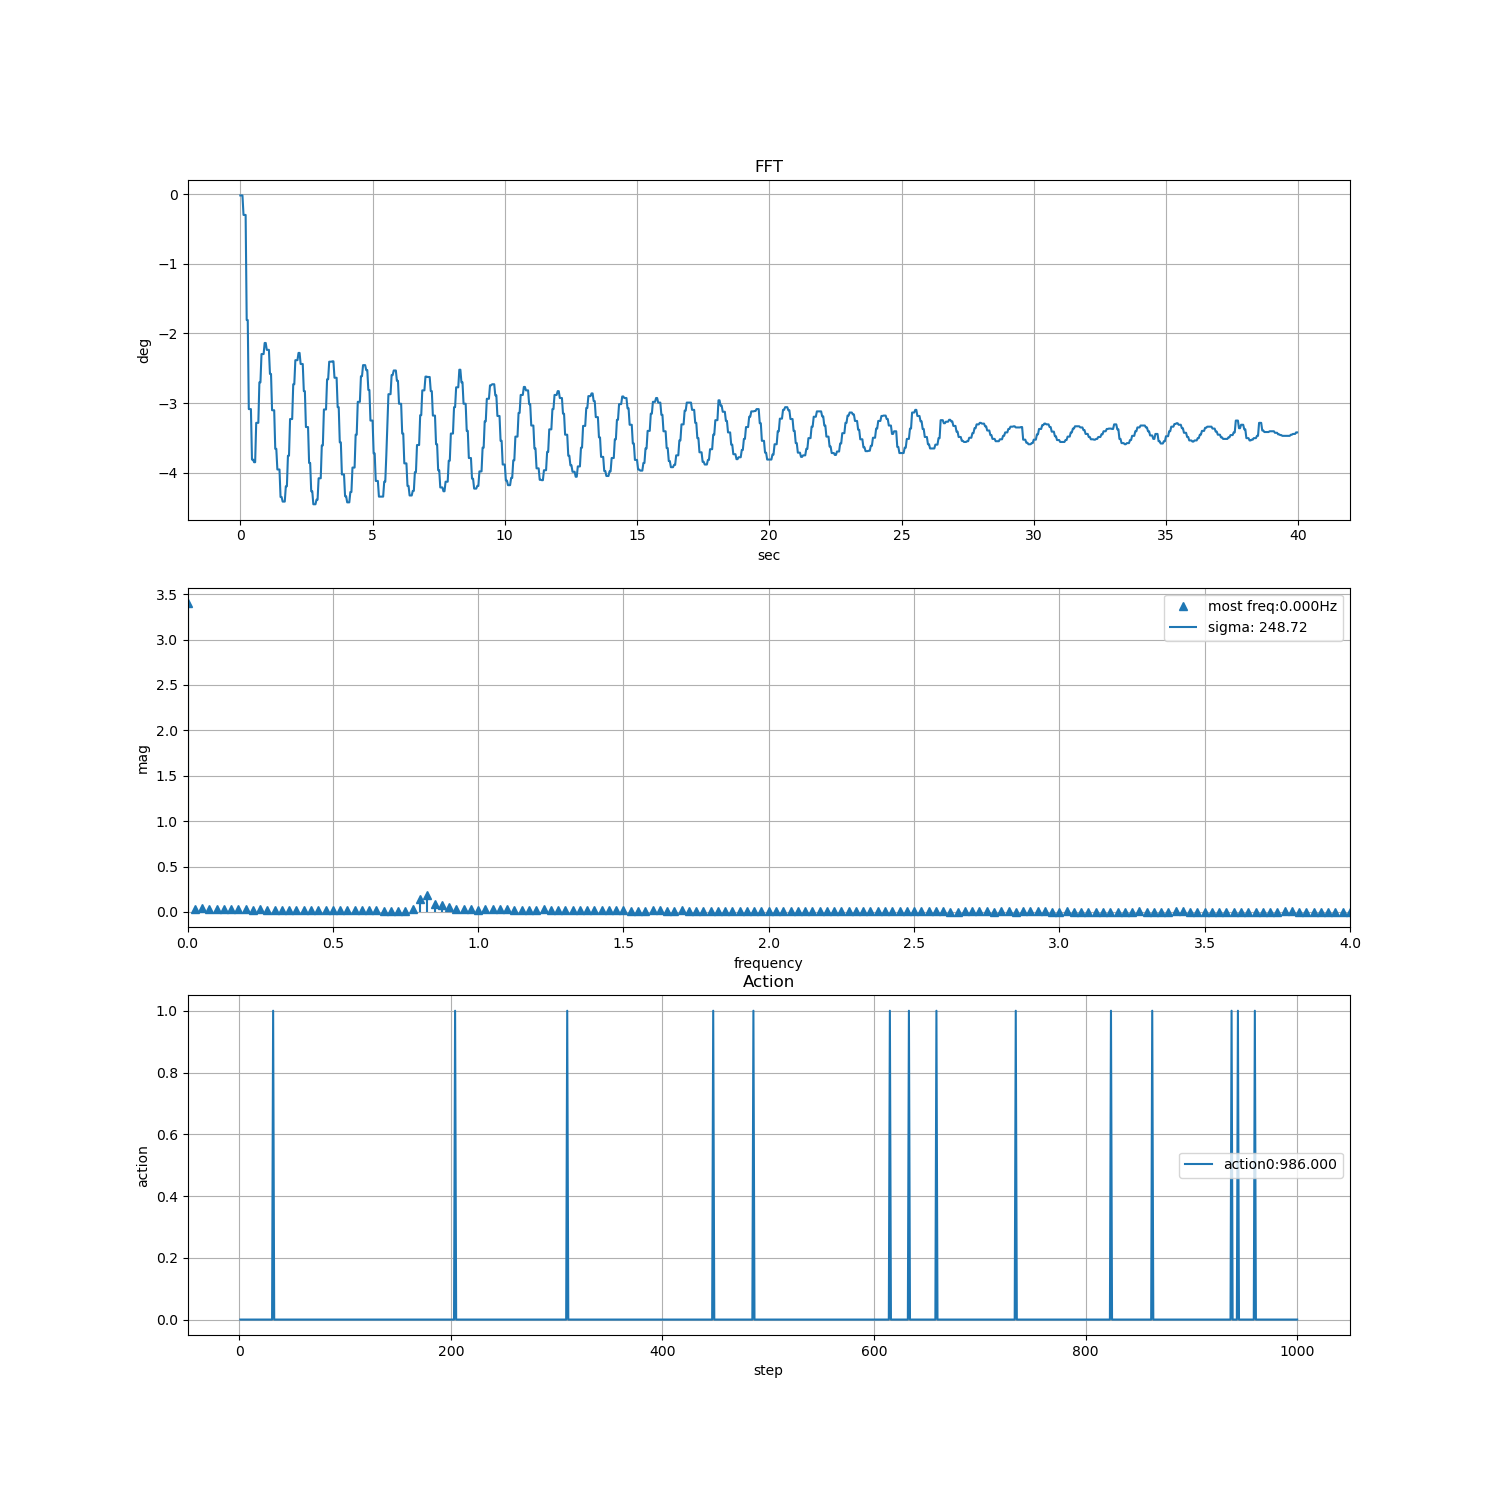 FFT
0
−1
−2
−3
−4
deg
0 5 10 15 20 25 30 35 40
sec
3.5
3.0
2.5
2.0
1.5
1.0
0.5
0.0
mag
most freq:0.000Hz
sigma: 248.72
0.0 0.5 1.0 1.5 2.0 2.5 3.0 3.5 4.0
frequency
Action
1.0
0.8
0.6
0.4
0.2
0.0
action
action0:986.000
0 200 400 600 800 1000
step